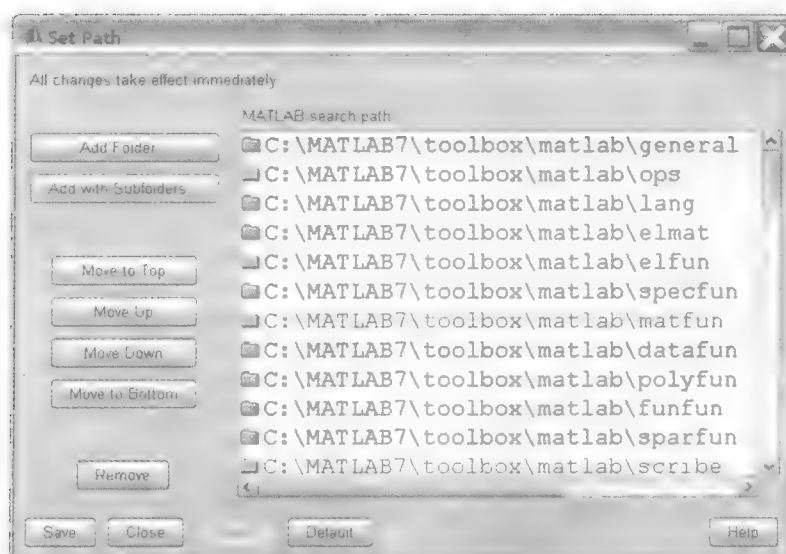 Set Path
All changes take effect immediately
MATLAB search path
Add Folder
Add with Subfolders
Move to Top
Move Up
Move Down
Move to Bottom
Remove
C:\MATLAB7\toolbox\matlab\general
C:\MATLAB7\toolbox\matlab\ops
C:\MATLAB7\toolbox\matlab\lang
C:\MATLAB7\toolbox\matlab\elmat
C:\MATLAB7\toolbox\matlab\elfun
C:\MATLAB7\toolbox\matlab\specfun
C:\MATLAB7\toolbox\matlab\matfun
C:\MATLAB7\toolbox\matlab\datafun
C:\MATLAB7\toolbox\matlab\polyfun
C:\MATLAB7\toolbox\matlab\funfun
C:\MATLAB7\toolbox\matlab\sparfun
C:\MATLAB7\toolbox\matlab\scribe
Save
Close
Default
Help